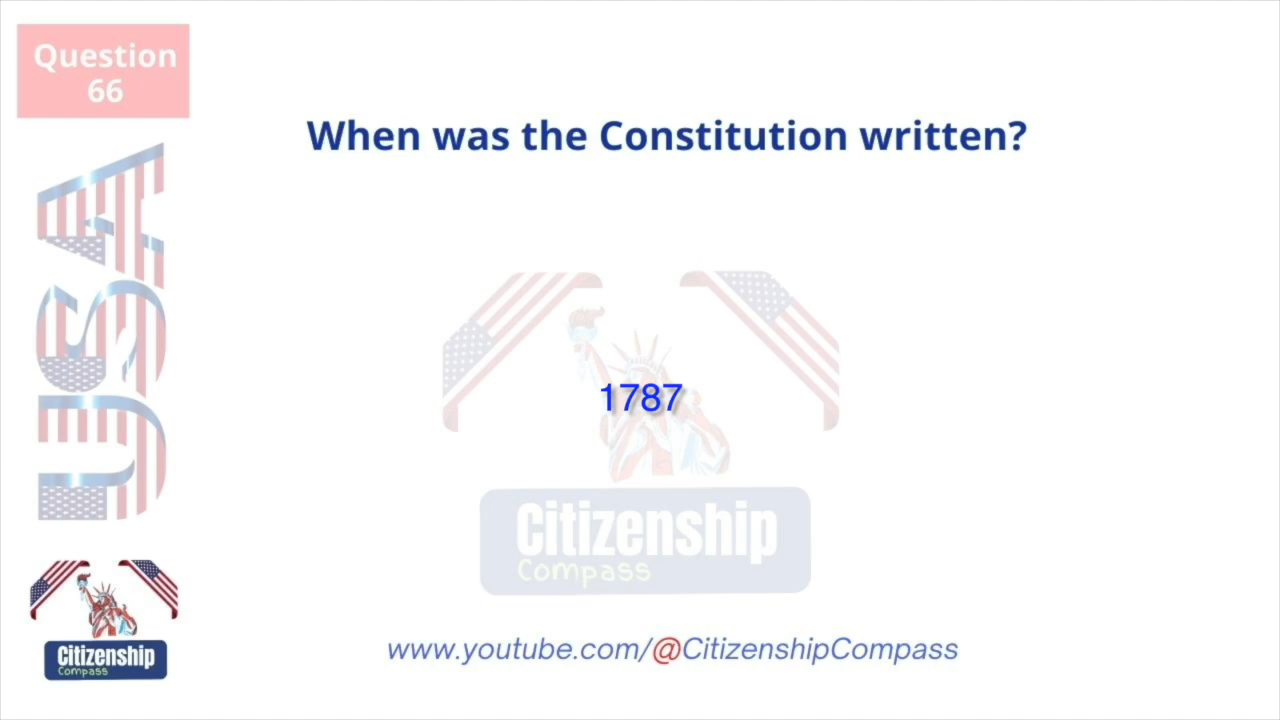 Question
66
When was the Constitution written?
1787
Citizenship
Compass
www.youtube.com/@CitizenshipCompass
USA
Citizenship
Compass